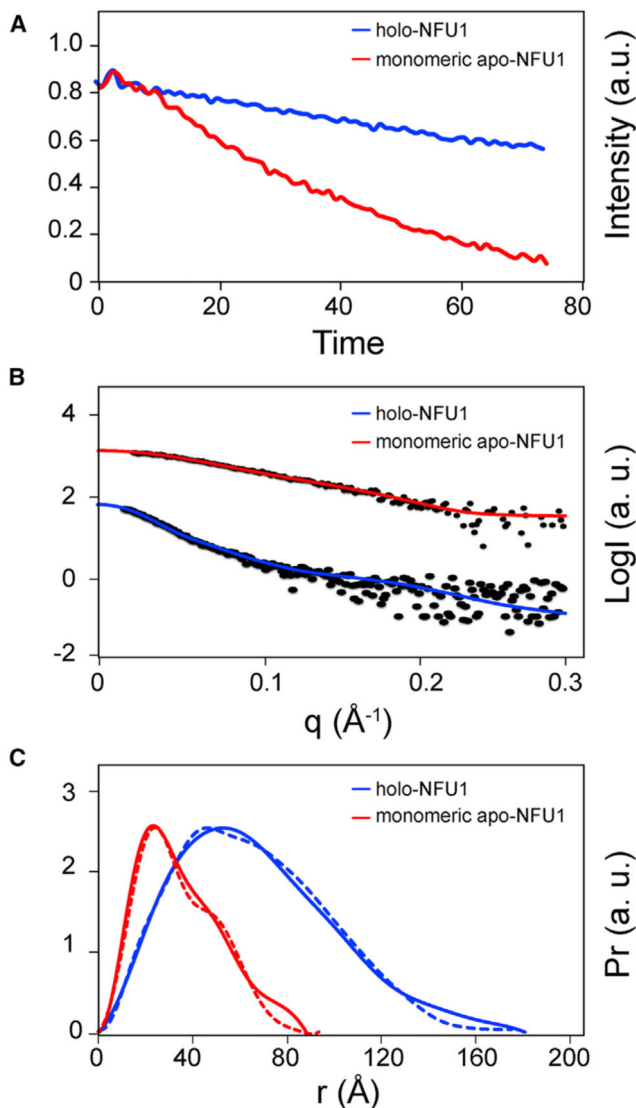 A
1.0
0.8
0.6
0.4
0.2
0
0
20
40
60
80
Time
Intensity (a.u.)
holo-NFU1
monomeric apo-NFU1
B
4
2
0
-2
0
0.1
0.2
0.3
q (Å⁻¹)
LogI (a. u.)
holo-NFU1
monomeric apo-NFU1
C
3
2
1
0
0
40
80
120
160
200
r (Å)
Pr (a. u.)
holo-NFU1
monomeric apo-NFU1